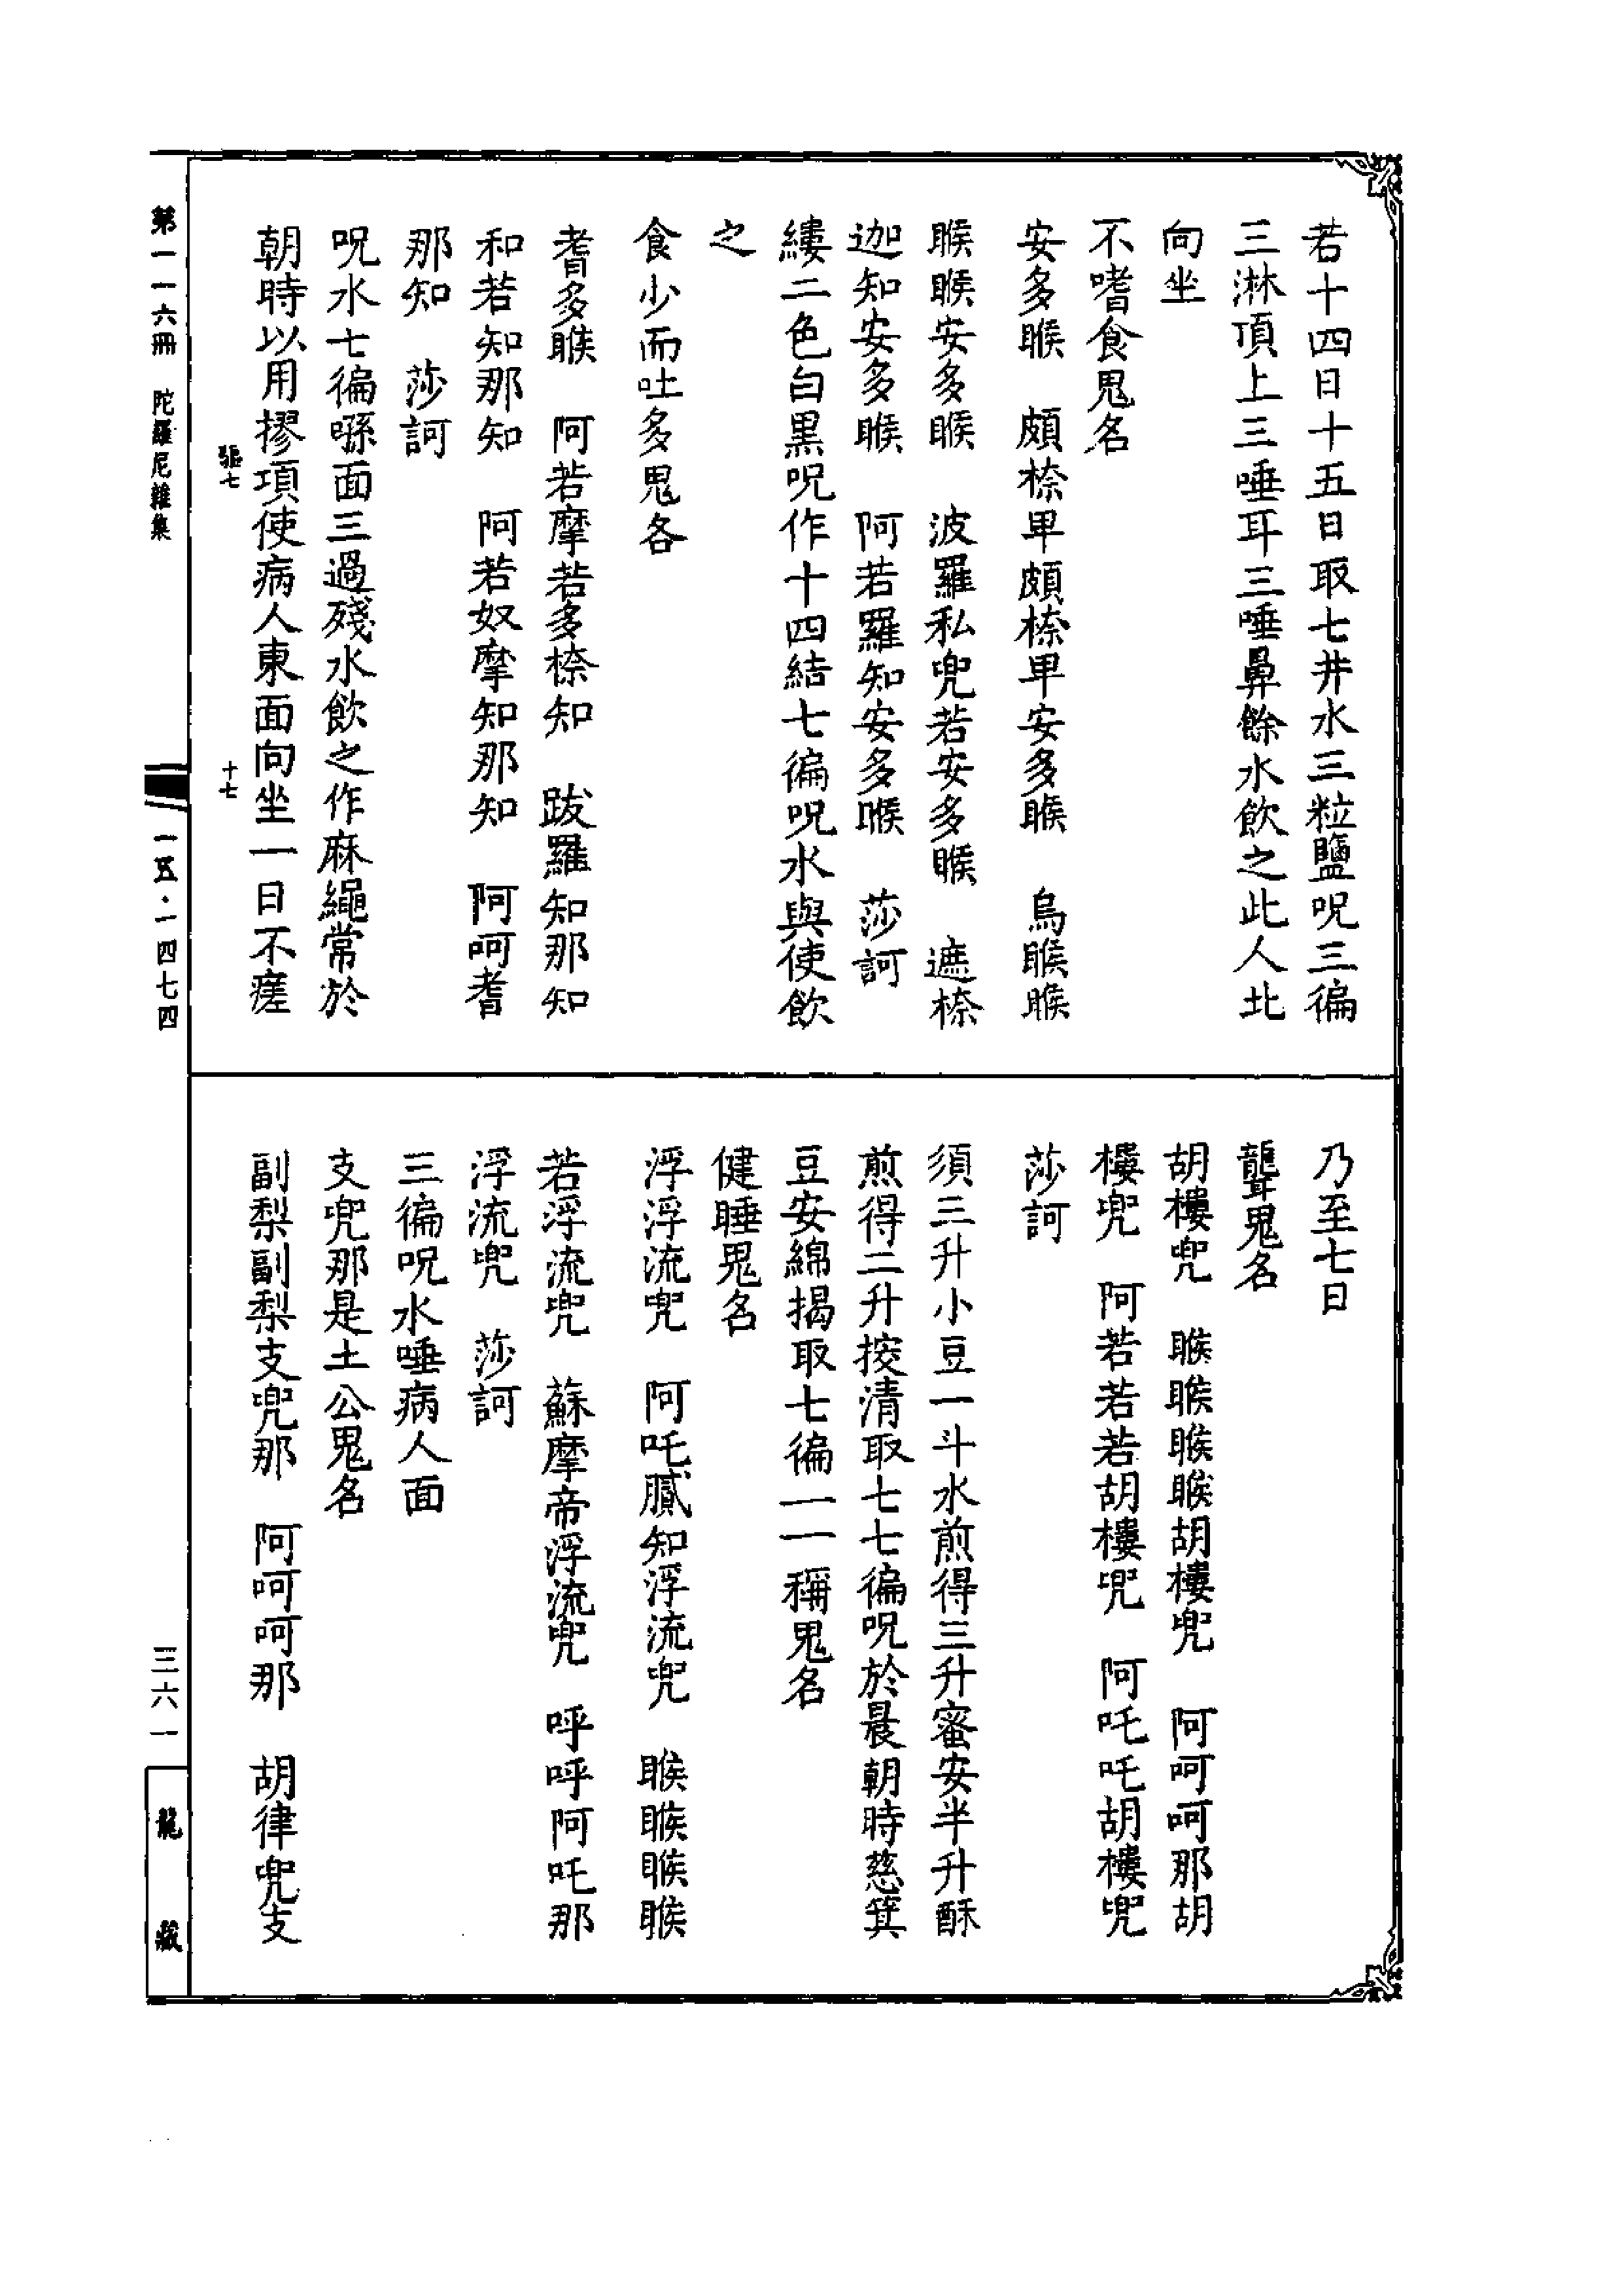 若十四日十五日取七井水三粒鹽呪三徧
三淋頂上三唾耳三唾鼻餘水飲之此人北
向坐
不嗜食鬼名
安多睺　頗㮏卑頗㮏卑安多睺　烏睺睺
睺睺安多睺　波羅私兜若安多睺　遮㮏
迦知安多睺　阿若羅知安多睺　莎訶
縷二色白黑呪作十四結七徧呪水與使飲
之
食少而吐多鬼各
耆多睺　阿若摩若多㮏知　跋羅知那知
和若知那知　阿若奴摩知那知　阿呵耆
那知　莎訶
呪水七徧噀面三過殘水飲之作麻繩常於
朝時以用摎項使病人東面向坐一日不瘥
驅七　十七
乃至七日
聾鬼名
胡樓兜　睺睺睺睺胡樓兜　阿呵呵那胡
樓兜　阿若若若胡樓兜　阿吒吒胡樓兜
莎訶
須三升小豆一斗水煎得三升蜜安半升酥
煎得二升挍清取七七徧呪於晨朝時慈箕
豆安綿揭取七徧一一稱鬼名
健睡鬼名
浮浮流兜　阿吒膩知浮流兜　睺睺睺睺
若浮流兜　蘇摩帝浮流兜　呼呼阿吒那
浮流兜　莎訶
三徧呪水唾病人面
支兜那是土公鬼名
副梨副梨支兜那　阿呵呵那　胡律兜支
第一一六冊　陀羅尼雜集
一五·一四七四
三六一
龍藏